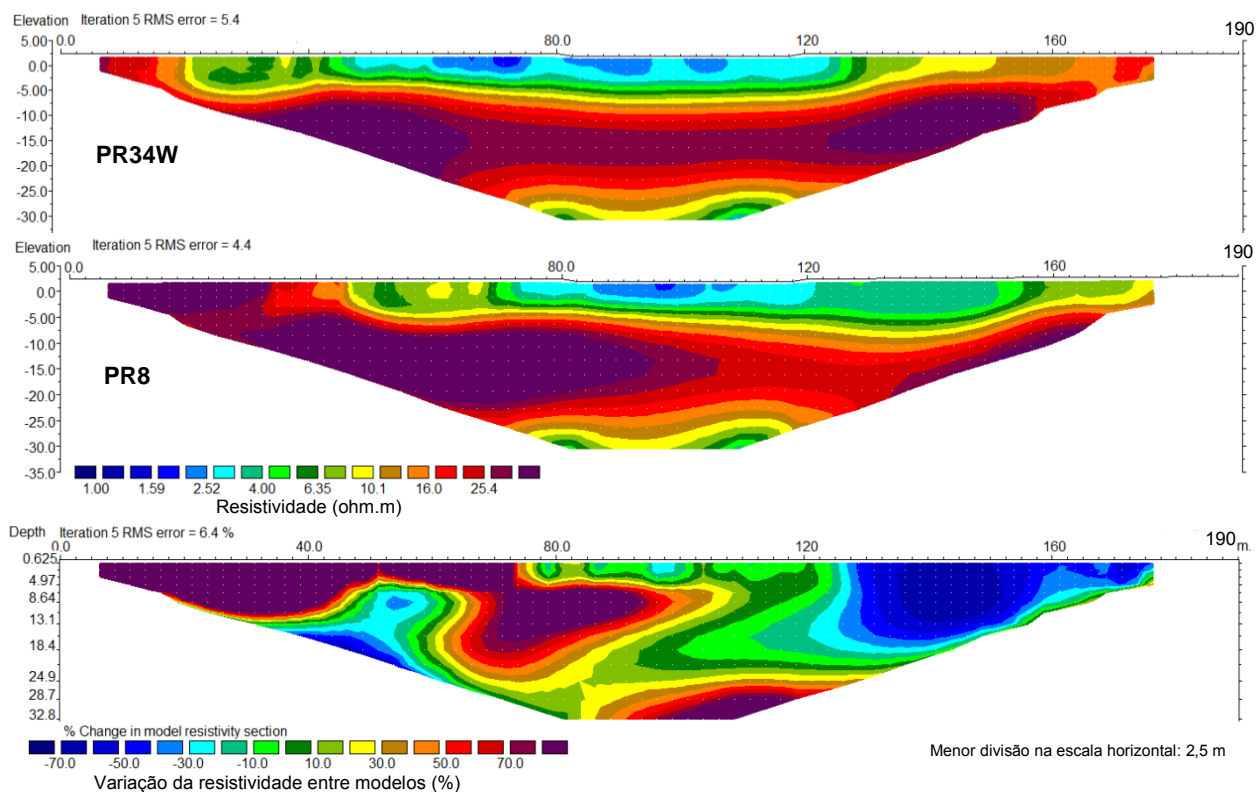 Elevation Iteration 5 RMS error = 5.4
5.00 0.0 80.0 160 190
0.0
-5.00
-10.0
-15.0
-20.0
-25.0
-30.0
PR34W
Elevation Iteration 5 RMS error = 4.4
5.00 0.0 80.0 120 160 190
0.0
-5.00
-10.0
-15.0
-20.0
-25.0
-30.0
-35.0
PR8
1.00 1.59 2.52 4.00 6.35 10.1 16.0 25.4
Resistividade (ohm.m)
Depth Iteration 5 RMS error = 6.4 %
0.0 40.0 80.0 120 160 190 m.
0.625
4.97
8.64
13.1
18.4
24.9
28.7
32.8
% Change in model resistivity section
-70.0 -50.0 -30.0 -10.0 10.0 30.0 50.0 70.0
Variação da resistividade entre modelos (%)
Menor divisão na escala horizontal: 2,5 m